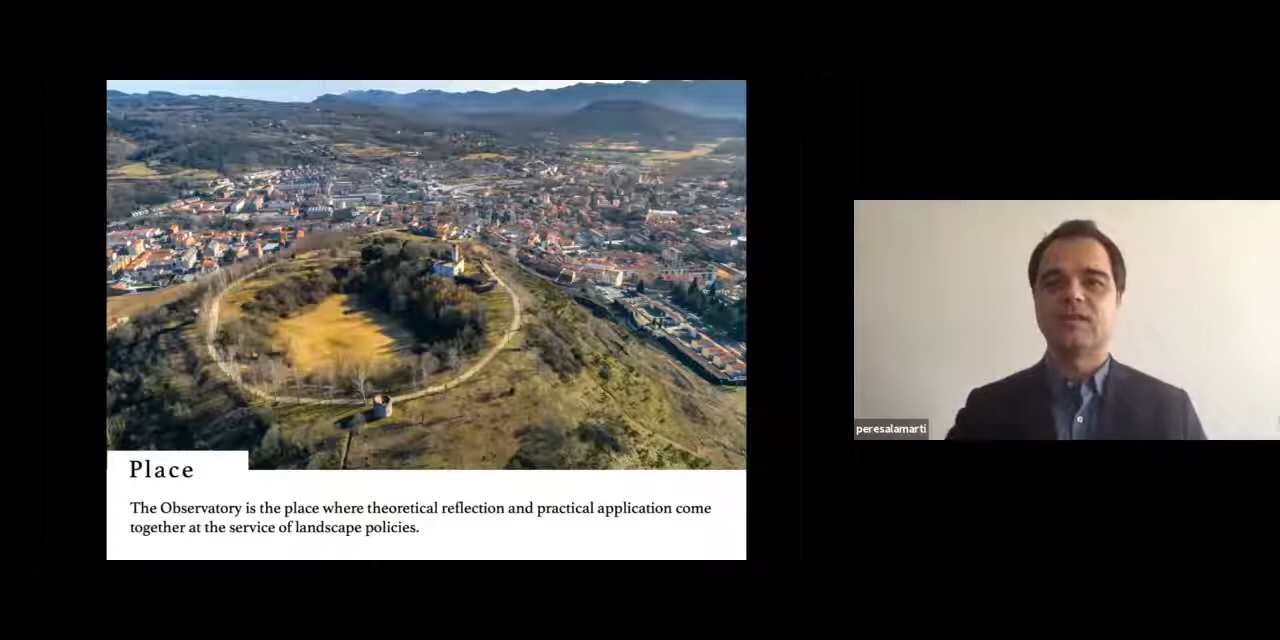 Place
The Observatory is the place where theoretical reflection and practical application come
together at the service of landscape policies.
peresalamarti